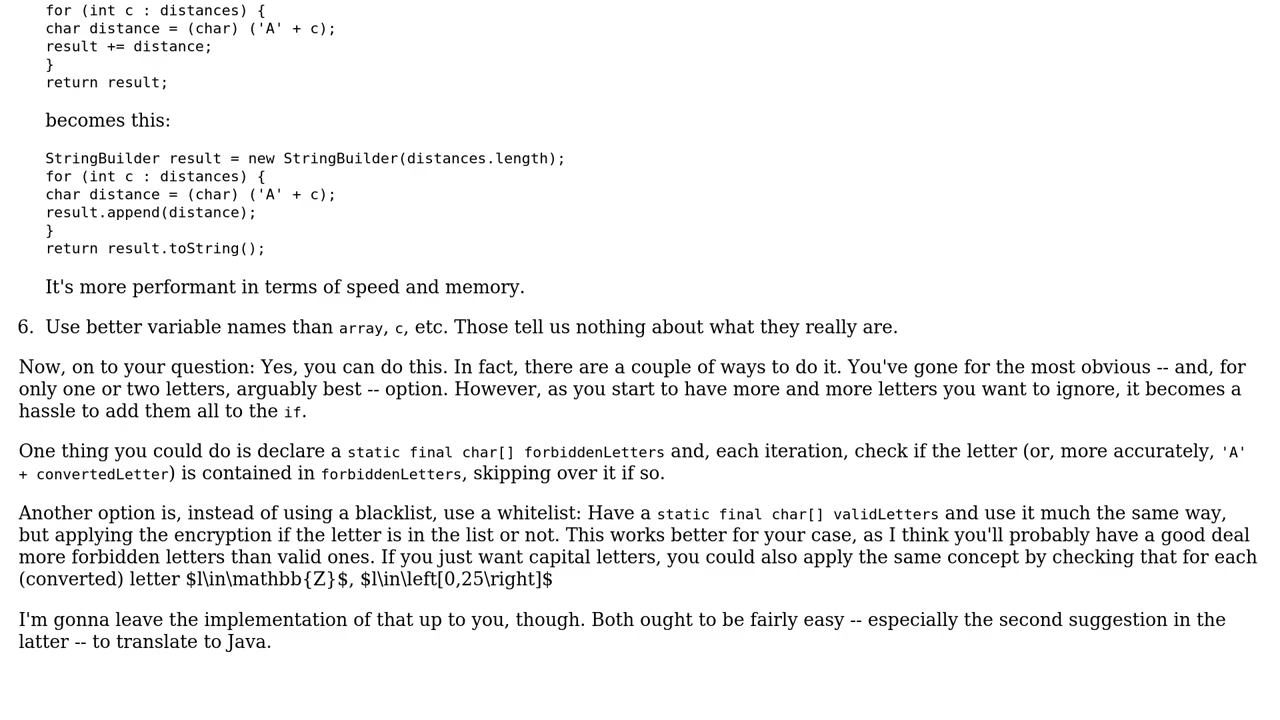 for (int c : distances) {
char distance = (char) ('A' + c);
result += distance;
}
return result;
becomes this:
StringBuilder result = new StringBuilder(distances.length);
for (int c : distances) {
char distance = (char) ('A' + c);
result.append(distance);
}
return result.toString();
It's more performant in terms of speed and memory.
6. Use better variable names than array, c, etc. Those tell us nothing about what they really are.
Now, on to your question: Yes, you can do this. In fact, there are a couple of ways to do it. You've gone for the most obvious -- and, for
only one or two letters, arguably best -- option. However, as you start to have more and more letters you want to ignore, it becomes a
hassle to add them all to the if.
One thing you could do is declare a static final char[] forbiddenLetters and, each iteration, check if the letter (or, more accurately, 'A'
+ convertedLetter) is contained in forbiddenLetters, skipping over it if so.
Another option is, instead of using a blacklist, use a whitelist: Have a static final char[] validLetters and use it much the same way,
but applying the encryption if the letter is in the list or not. This works better for your case, as I think you'll probably have a good deal
more forbidden letters than valid ones. If you just want capital letters, you could also apply the same concept by checking that for each
(converted) letter $l\in\mathbb{Z}$, $l\in\left[0,25\right]$
I'm gonna leave the implementation of that up to you, though. Both ought to be fairly easy -- especially the second suggestion in the
latter -- to translate to Java.